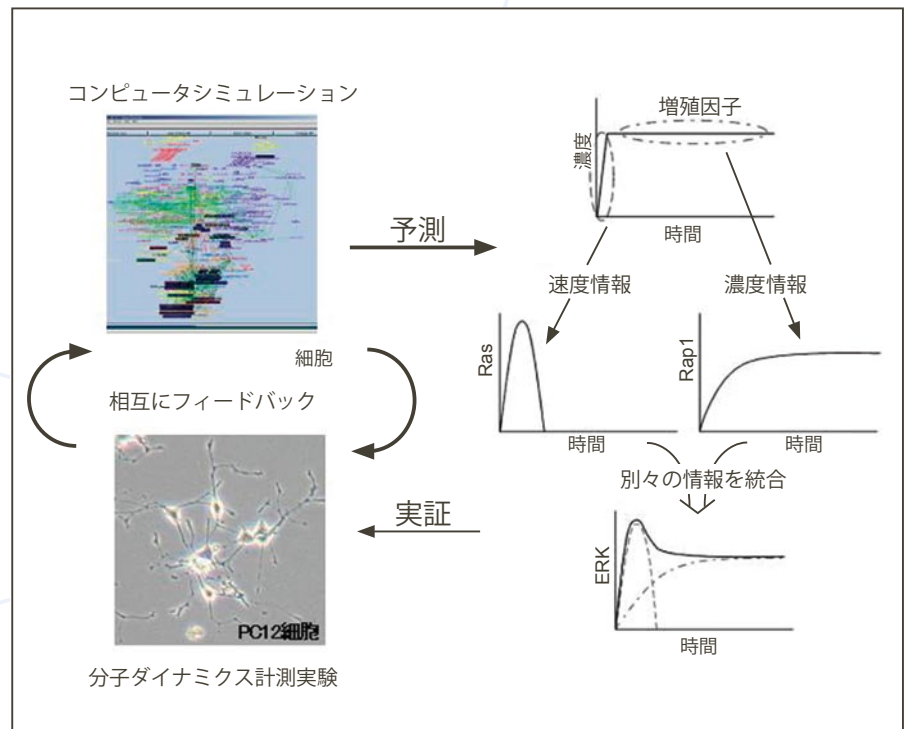 コンピュータシミュレーション
増殖因子
濃度
時間
予測
速度情報
濃度情報
Ras
時間
Rap1
時間
細胞
相互にフィードバック
別々の情報を統合
実証
ERK
時間
PC12細胞
分子ダイナミクス計測実験